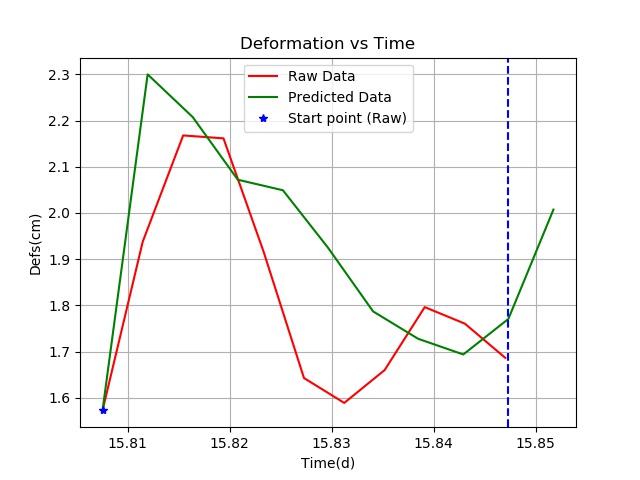 Deformation vs Time
Raw Data
Predicted Data
Start point (Raw)
Defs(cm)
2.3
2.2
2.1
2.0
1.9
1.8
1.7
1.6
15.81 15.82 15.83 15.84 15.85
Time(d)